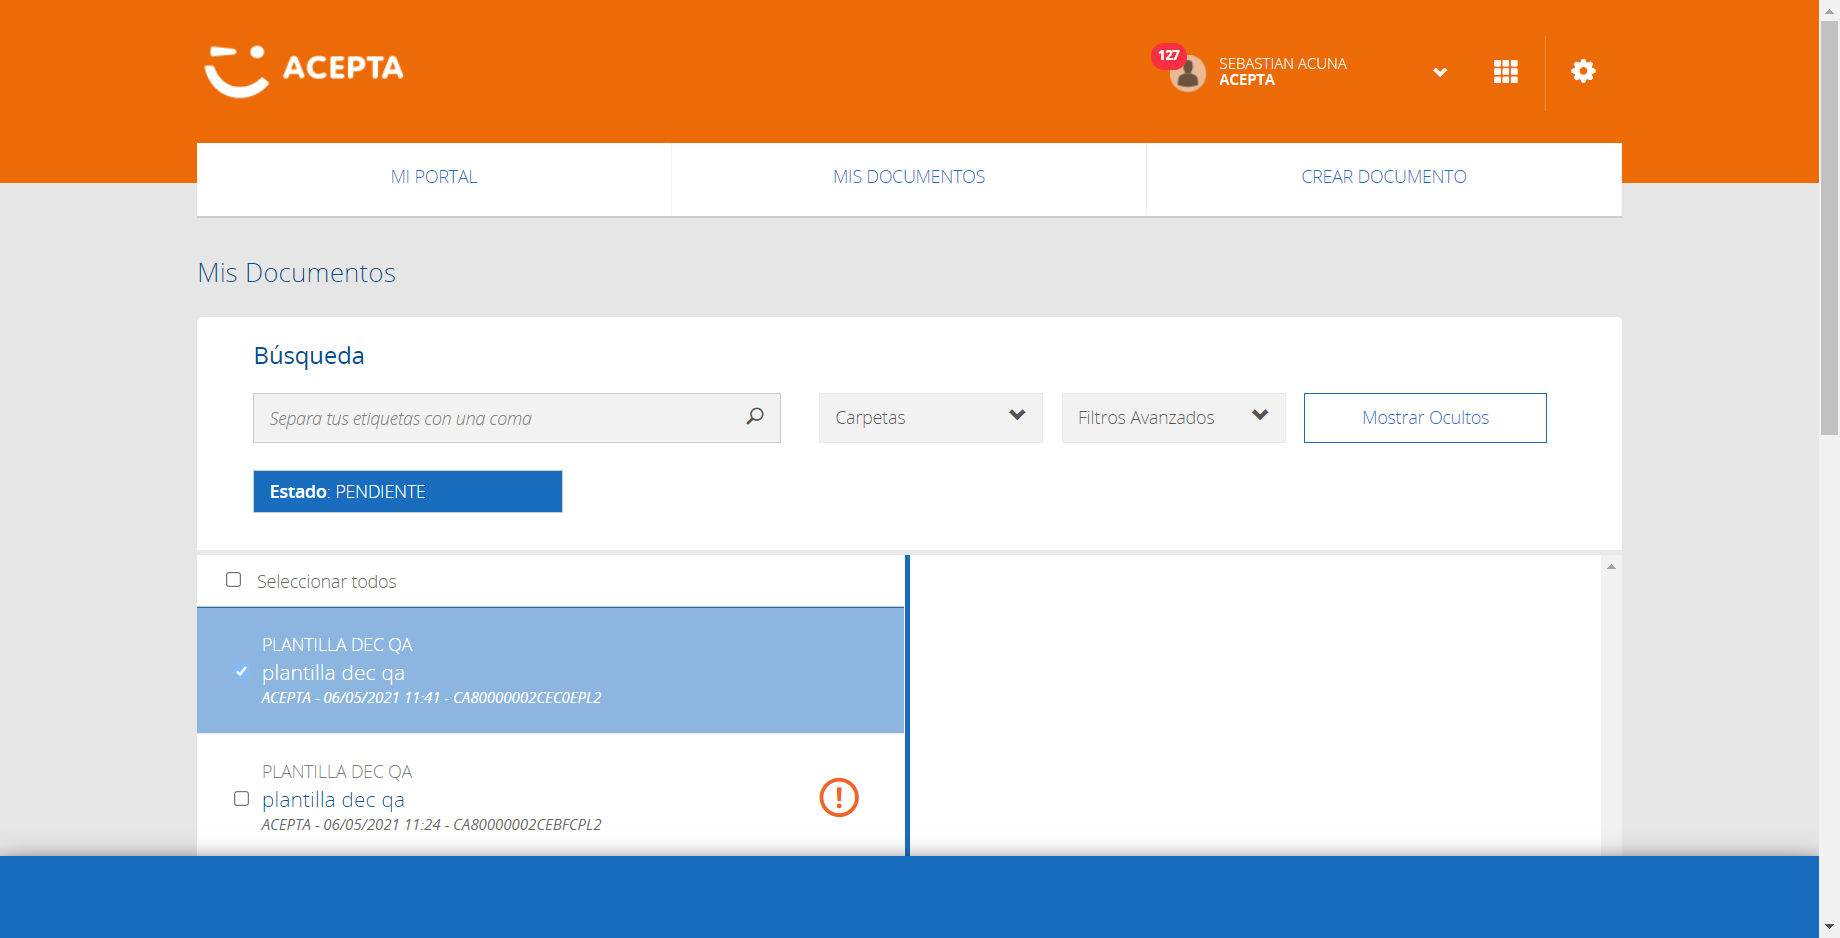 ACEPTA
127
SEBASTIAN ACUNA
ACEPTA
MI PORTAL
MIS DOCUMENTOS
CREAR DOCUMENTO
Mis Documentos
Búsqueda
Separa tus etiquetas con una coma
Carpetas
Filtros Avanzados
Mostrar Ocultos
Estado: PENDIENTE
Seleccionar todos
PLANTILLA DEC QA
plantilla dec qa
ACEPTA - 06/05/2021 11:41 - CA80000002CEC0EPL2
PLANTILLA DEC QA
plantilla dec qa
ACEPTA - 06/05/2021 11:24 - CA80000002CEBFCPL2